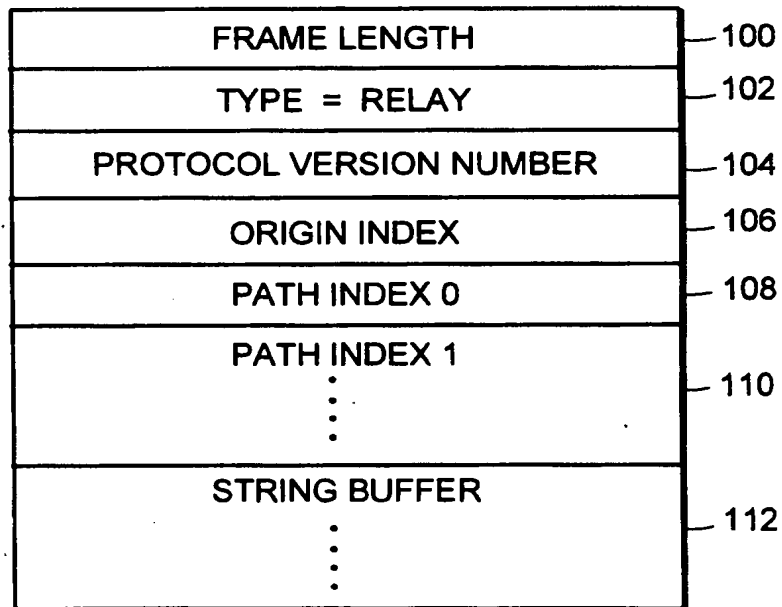 FRAME LENGTH 100
TYPE = RELAY 102
PROTOCOL VERSION NUMBER 104
ORIGIN INDEX 106
PATH INDEX 0 108
PATH INDEX 1
110
STRING BUFFER
112